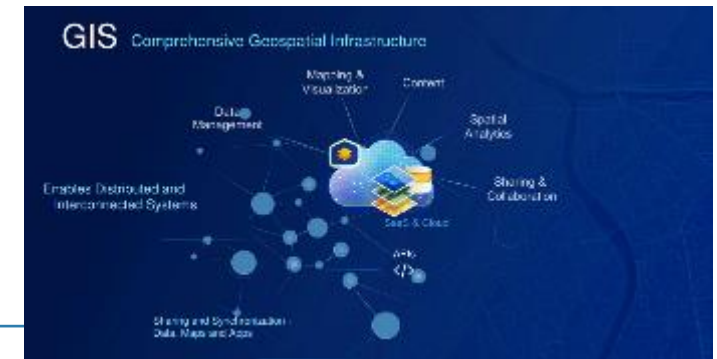 GIS Comprehensive Geospatial Infrastructure
Mapping &
Visualization
Content
Data
Management
Spatial
Analytics
Enables Distributed and
Interconnected Systems
Sharing &
Collaboration
SaaS & Cloud
APIs
</>
Sharing and Synchronization
Data, Maps and Apps